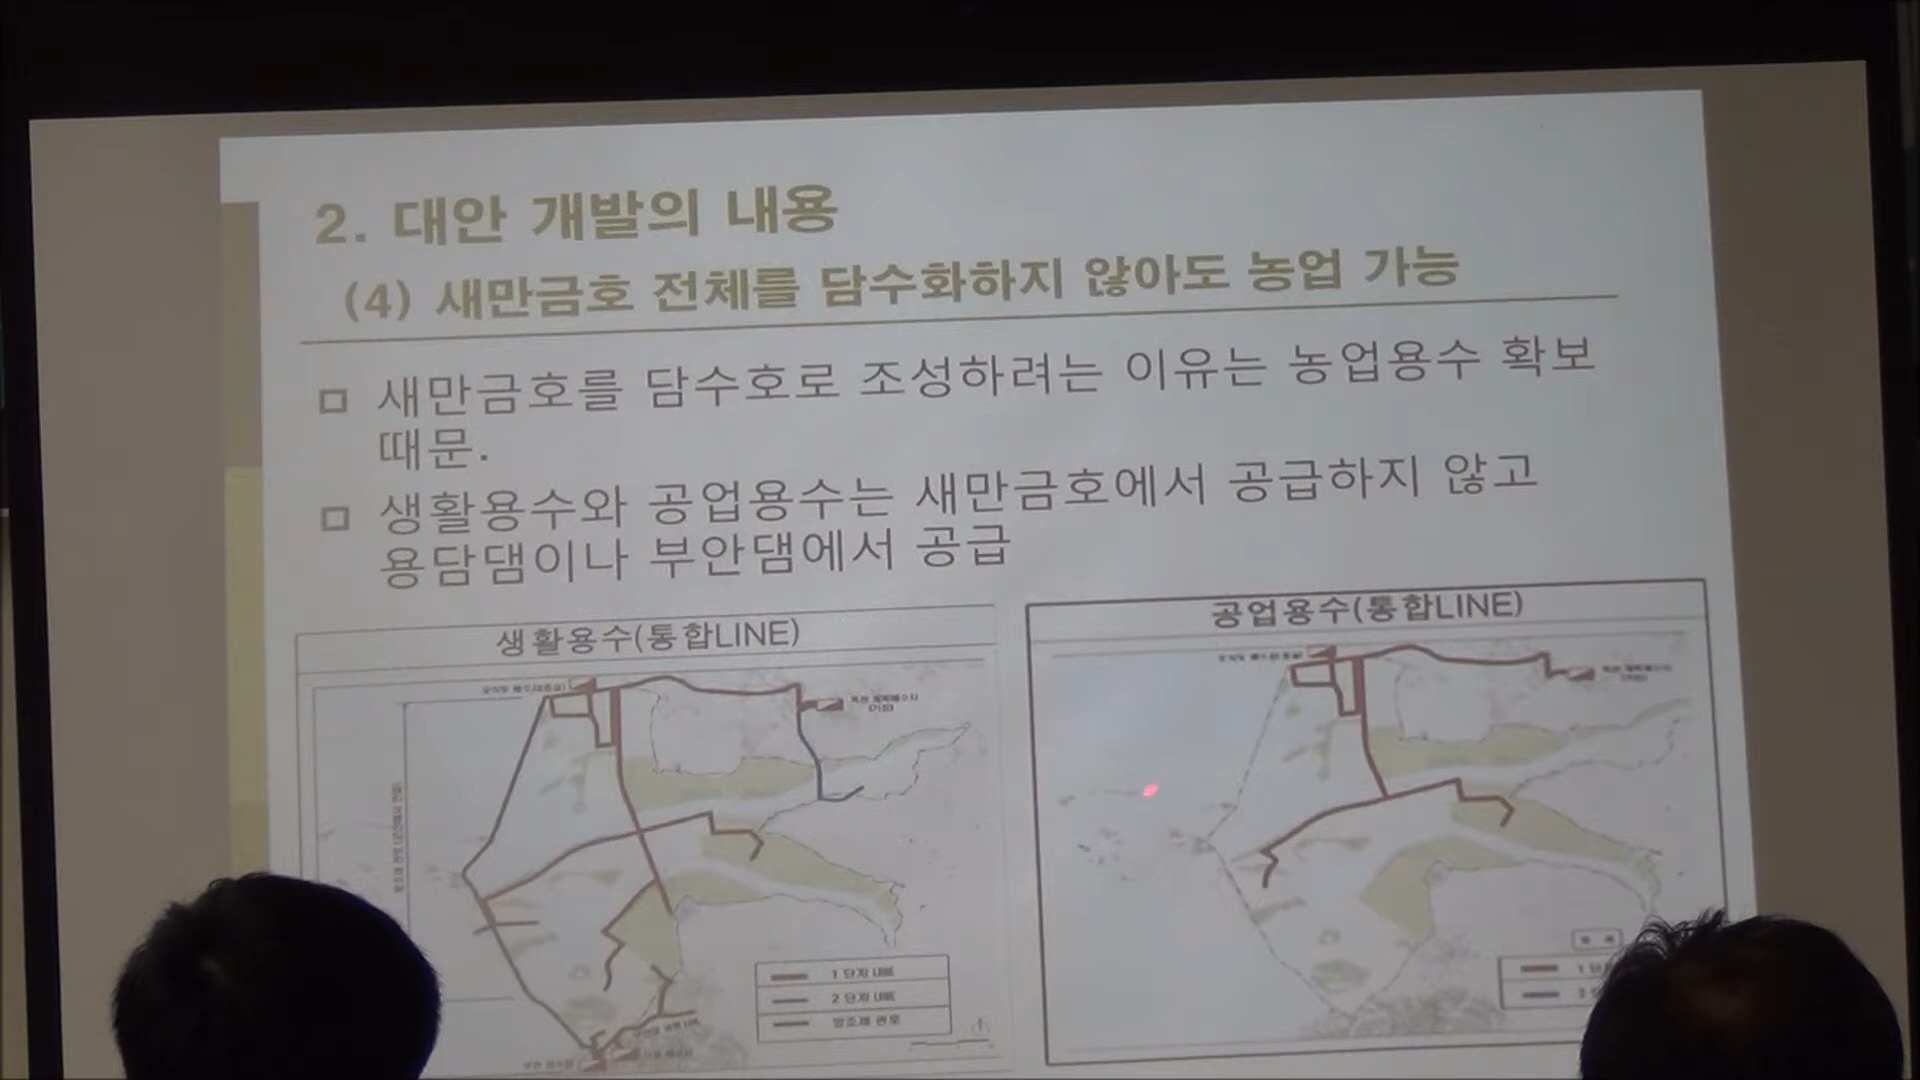 2. 대안 개발의 내용
(4) 새만금호 전체를 담수화하지 않아도 농업 가능
새만금호를 담수호로 조성하려는 이유는 농업용수 확보
때문.
생활용수와 공업용수는 새만금호에서 공급하지 않고
용담댐이나 부안댐에서 공급
생활용수(통합LINE)
공업용수(통합LINE)
1 단계
2 단계
방조제 관로